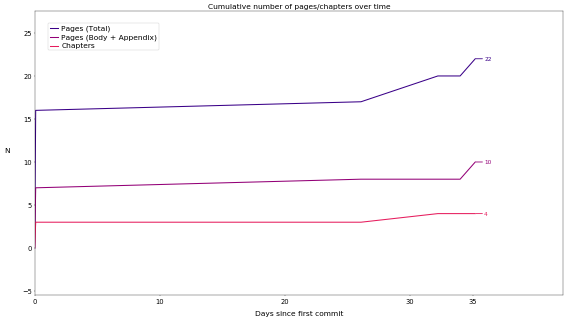 Cumulative number of pages/chapters over time
Pages (Total)
Pages (Body + Appendix)
Chapters
25
20
15
10
5
0
−5
N
22
10
4
0
10
20
30
35
Days since first commit